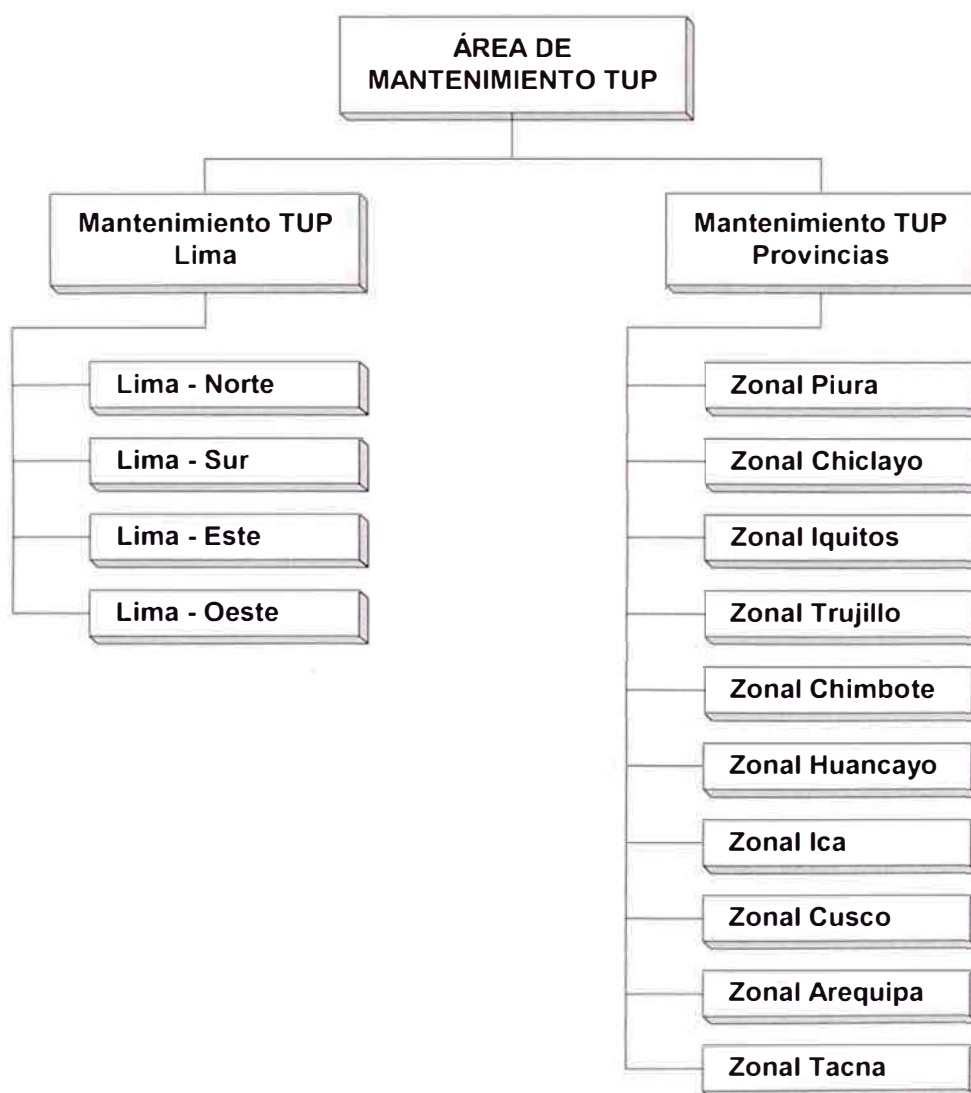 ÁREA DE
MANTENIMIENTO TUP
Mantenimiento TUP
Lima
Lima - Norte
Lima - Sur
Lima - Este
Lima - Oeste
Mantenimiento TUP
Provincias
Zonal Piura
Zonal Chiclayo
Zonal Iquitos
Zonal Trujillo
Zonal Chimbote
Zonal Huancayo
Zonal Ica
Zonal Cusco
Zonal Arequipa
Zonal Tacna